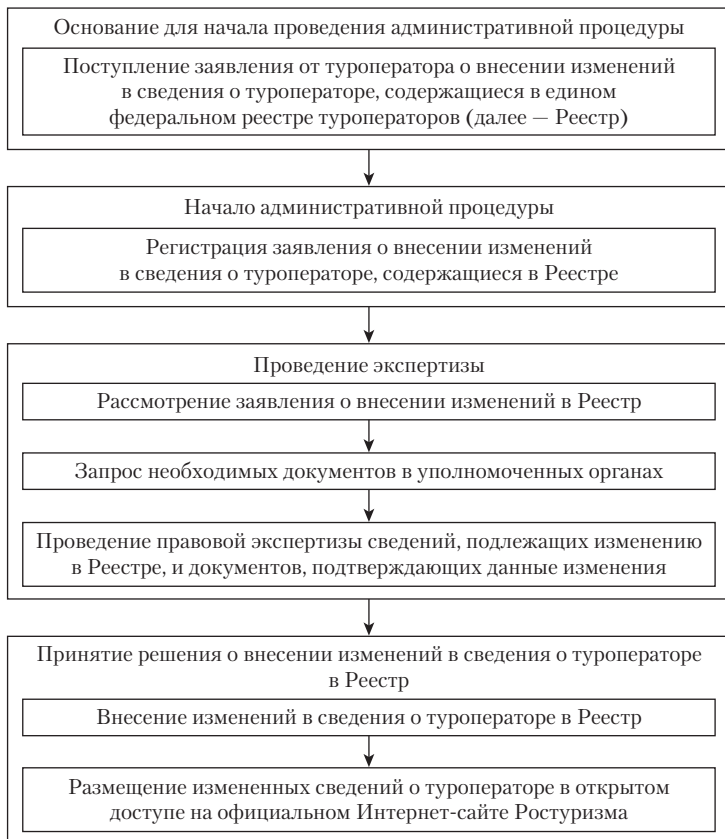 Основание для начала проведения административной процедуры
Поступление заявления от туроператора о внесении изменений
в сведения о туроператоре, содержащиеся в едином
федеральном реестре туроператоров (далее — Реестр)
Начало административной процедуры
Регистрация заявления о внесении изменений
в сведения о туроператоре, содержащиеся в Реестре
Проведение экспертизы
Рассмотрение заявления о внесении изменений в Реестр
Запрос необходимых документов в уполномоченных органах
Проведение правовой экспертизы сведений, подлежащих изменению
в Реестре, и документов, подтверждающих данные изменения
Принятие решения о внесении изменений в сведения о туроператоре
в Реестр
Внесение изменений в сведения о туроператоре в Реестр
Размещение измененных сведений о туроператоре в открытом
доступе на официальном Интернет-сайте Ростуризма